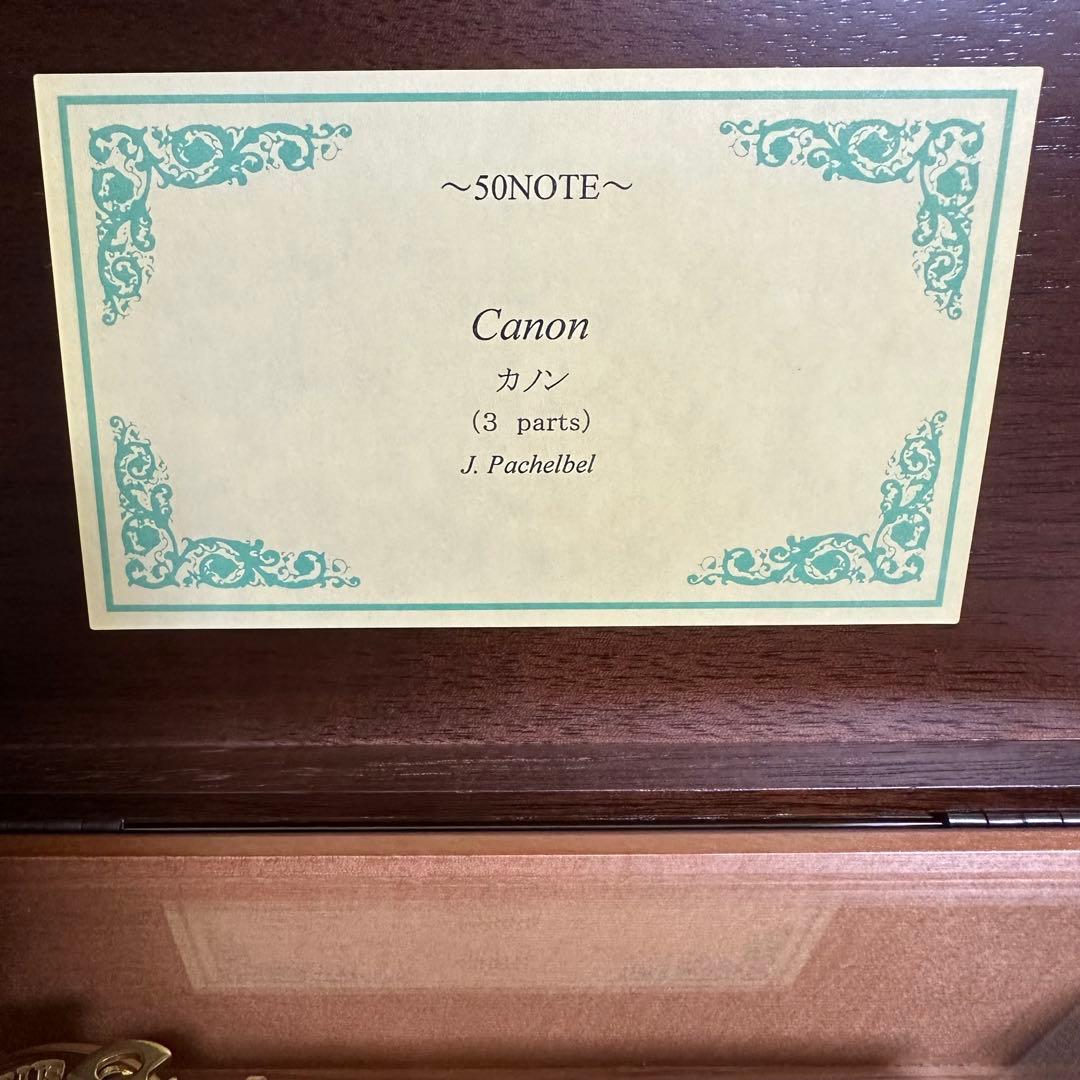 ～50NOTE～
Canon
カノン
(3 parts)
J. Pachelbel